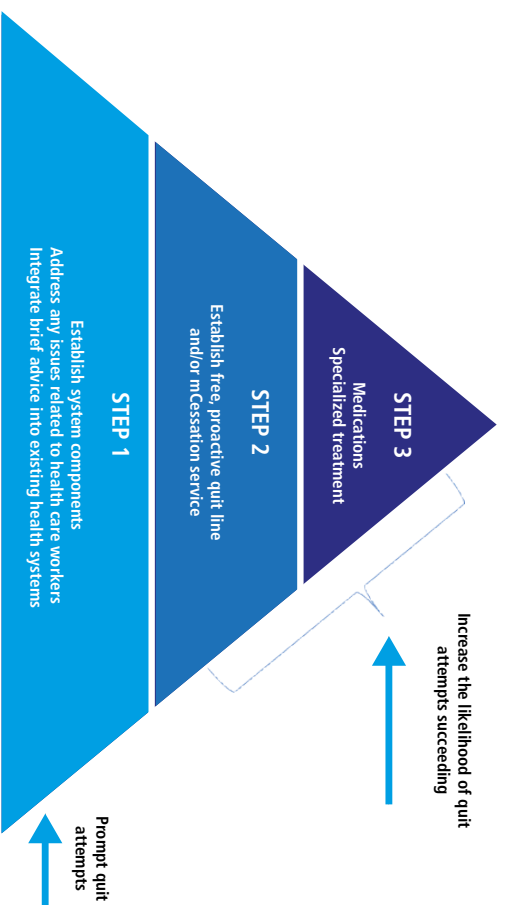 STEP 3
Medications
Specialized treatment
Increase the likelihood of quit
attempts succeeding
STEP 2
Establish free, proactive quit line
and/or mCessation service
STEP 1
Establish system components
Address any issues related to health care workers
Integrate brief advice into existing health systems
Prompt quit
attempts